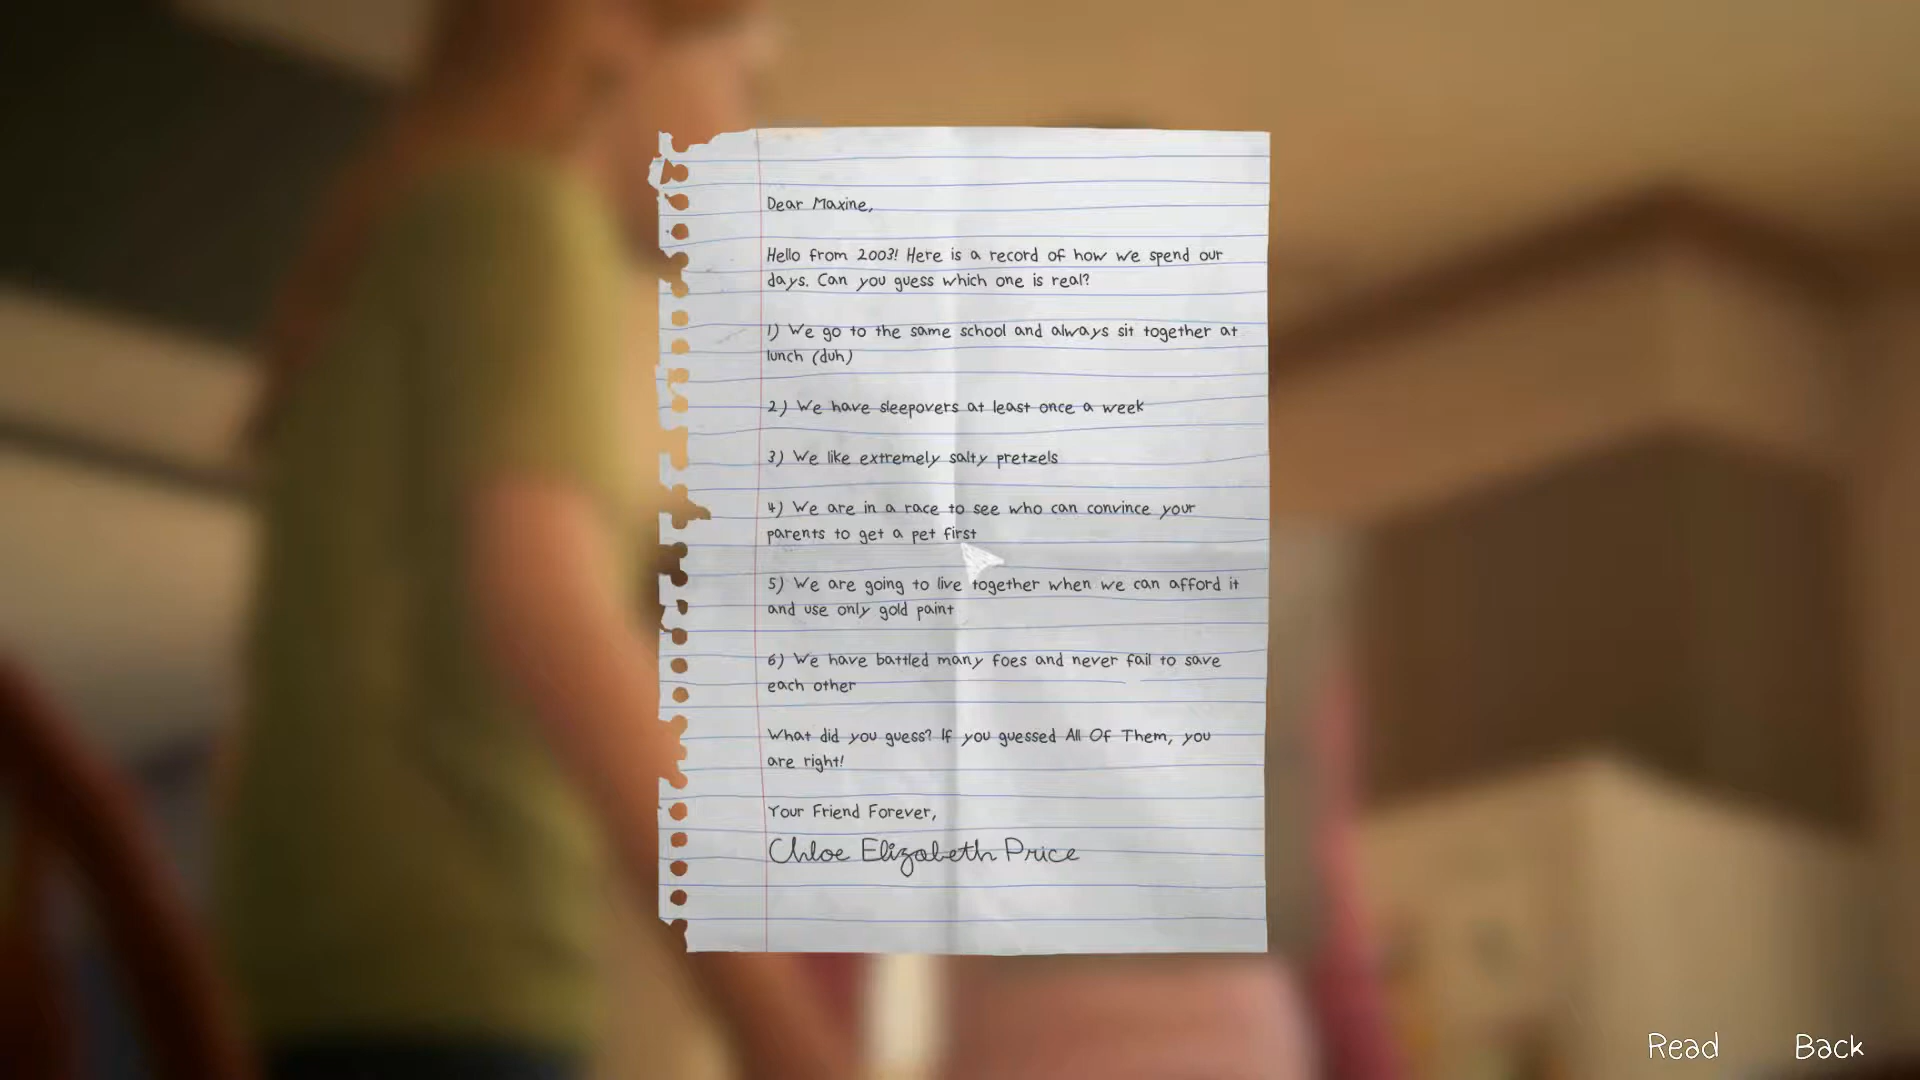 Dear Maxine,
Hello from 2003! Here is a record of how we spend our
days. Can you guess which one is real?
1) We go to the same school and always sit together at
lunch (duh)
2) We have sleepovers at least once a week
3) We like extremely salty pretzels
4) We are in a race to see who can convince your
parents to get a pet first
5) We are going to live together when we can afford it
and use only gold paint
6) We have battled many foes and never fail to save
each other
What did you guess? If you guessed All Of Them, you
are right!
Your Friend Forever,
Chloe Elizabeth Price
Read Back